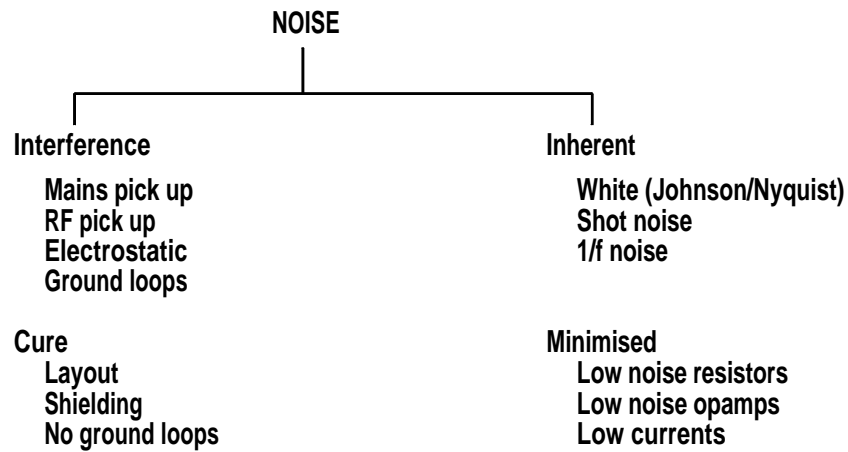 NOISE
Interference
Mains pick up
RF pick up
Electrostatic
Ground loops
Cure
Layout
Shielding
No ground loops
Inherent
White (Johnson/Nyquist)
Shot noise
1/f noise
Minimised
Low noise resistors
Low noise opamps
Low currents